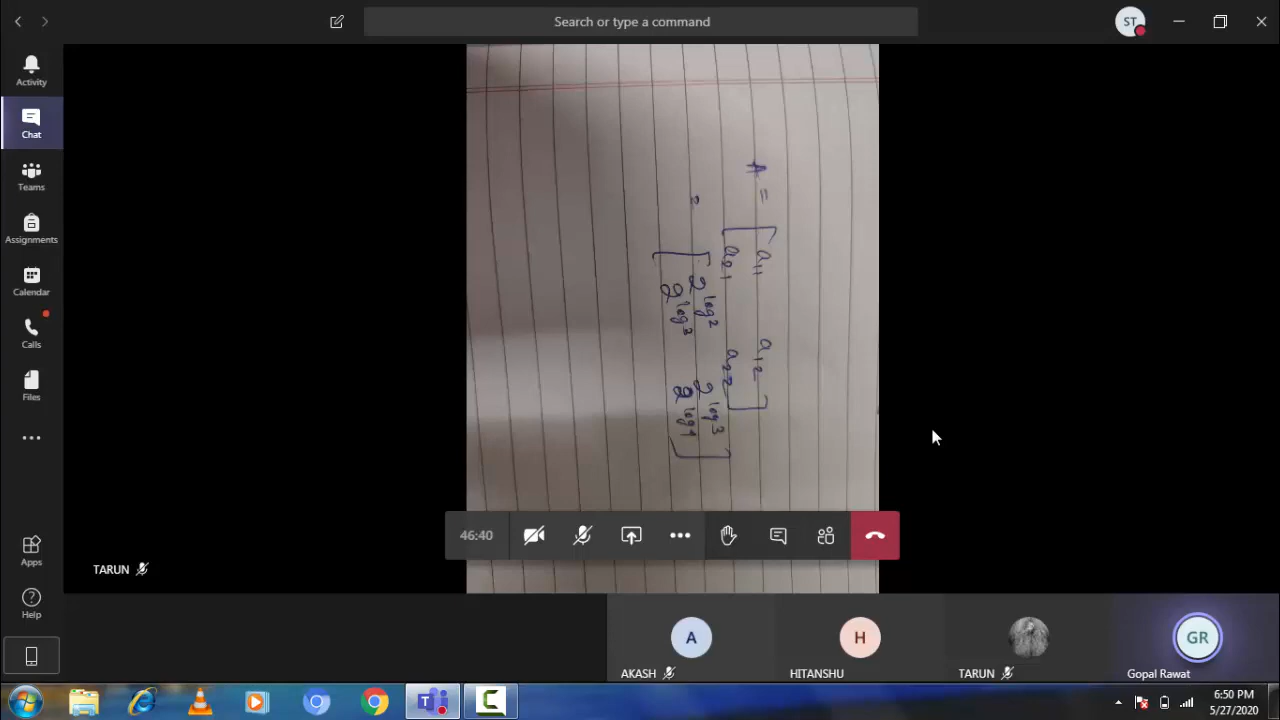 Search or type a command
ST
Activity
Chat
Teams
Assignments
Calendar
Calls
Files
Apps
Help
A = [ a11 a12
a21 a22 ]
= [ 2^log2 2^log3
2^log3 2^log4 ]
46:40
TARUN
A
H
GR
AKASH
HITANSHU
TARUN
Gopal Rawat
6:50 PM
5/27/2020